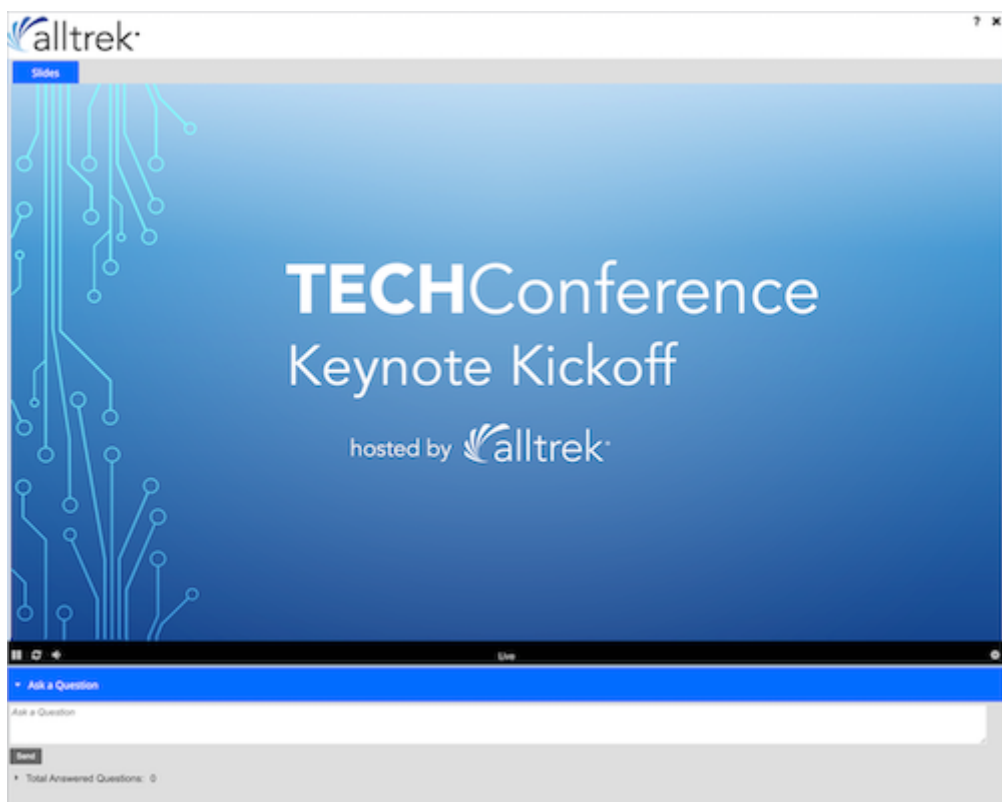 alltrek
?
Slides
TECHConference
Keynote Kickoff
hosted by alltrek
Live
Ask a Question
Ask a Question
Send
Total Answered Questions: 0